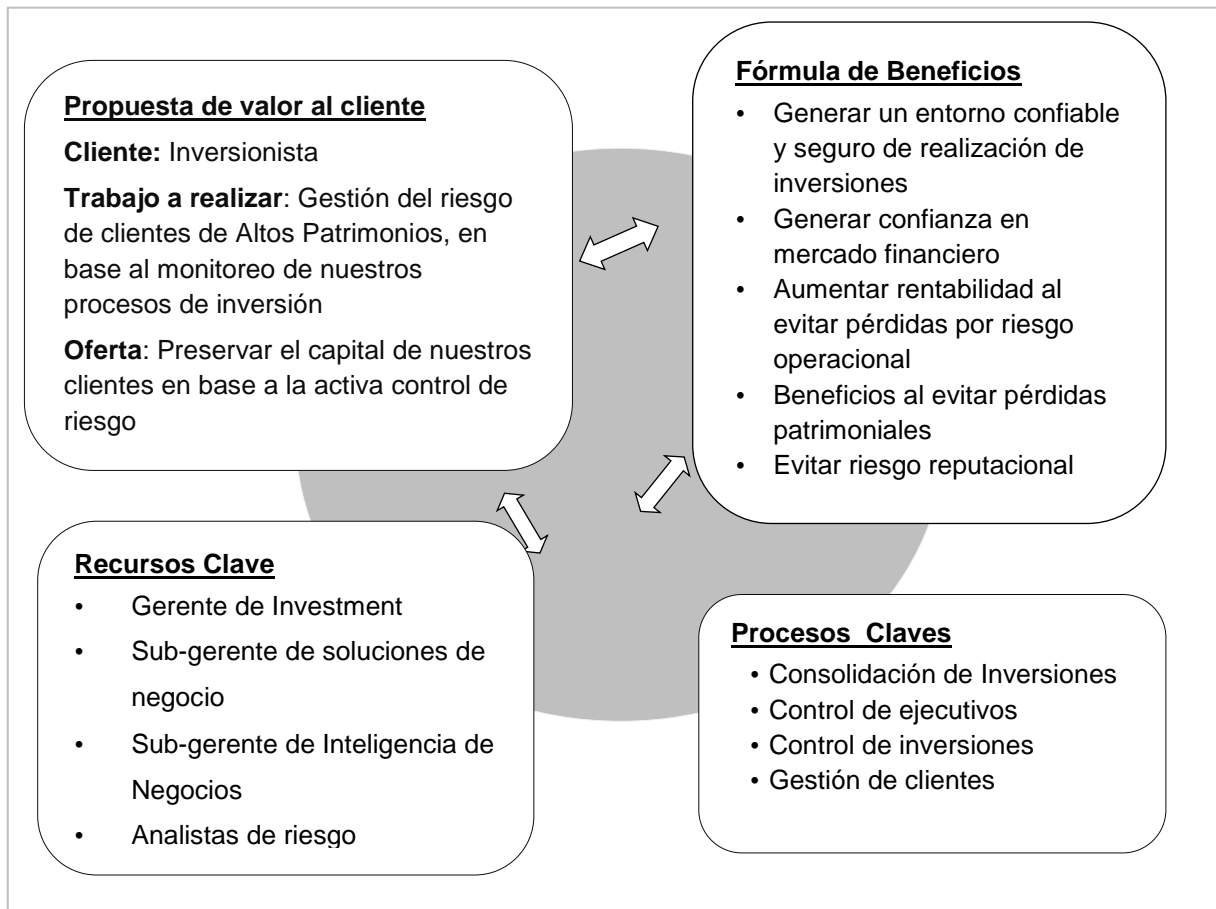 Propuesta de valor al cliente
Cliente: Inversionista
Trabajo a realizar: Gestión del riesgo
de clientes de Altos Patrimonios, en
base al monitoreo de nuestros
procesos de inversión
Oferta: Preservar el capital de nuestros
clientes en base a la activa control de
riesgo
Fórmula de Beneficios
• Generar un entorno confiable
y seguro de realización de
inversiones
• Generar confianza en
mercado financiero
• Aumentar rentabilidad al
evitar pérdidas por riesgo
operacional
• Beneficios al evitar pérdidas
patrimoniales
• Evitar riesgo reputacional
Recursos Clave
• Gerente de Investment
• Sub-gerente de soluciones de
negocio
• Sub-gerente de Inteligencia de
Negocios
• Analistas de riesgo
Procesos Claves
• Consolidación de Inversiones
• Control de ejecutivos
• Control de inversiones
• Gestión de clientes